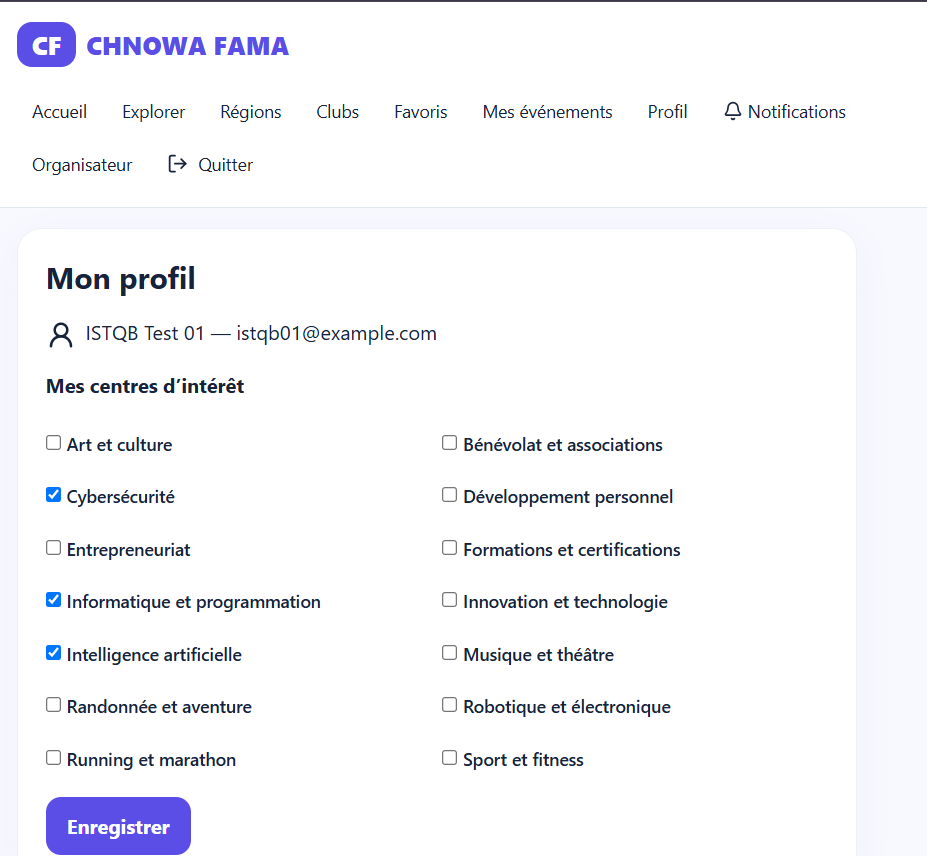 CF CHNOWA FAMA
Accueil Explorer Régions Clubs Favoris Mes événements Profil Notifications
Organisateur Quitter
Mon profil
ISTQB Test 01 — istqb01@example.com
Mes centres d’intérêt
Art et culture Bénévolat et associations
Cybersécurité Développement personnel
Entrepreneuriat Formations et certifications
Informatique et programmation Innovation et technologie
Intelligence artificielle Musique et théâtre
Randonnée et aventure Robotique et électronique
Running et marathon Sport et fitness
Enregistrer